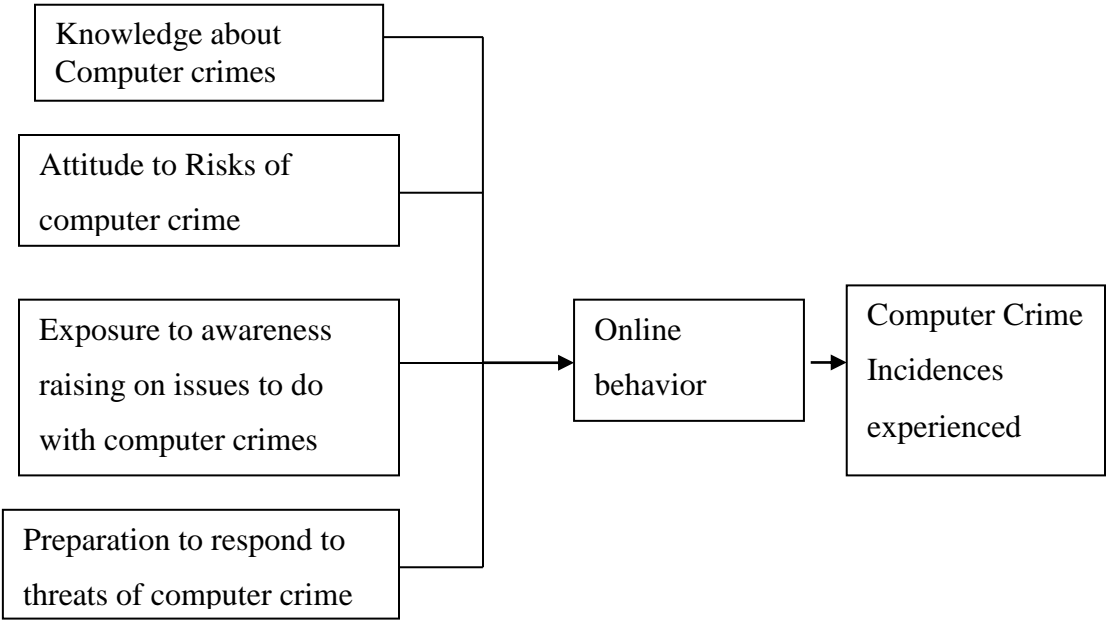 Knowledge about
Computer crimes
Attitude to Risks of
computer crime
Exposure to awareness
raising on issues to do
with computer crimes
Preparation to respond to
threats of computer crime
Online
behavior
Computer Crime
Incidences
experienced